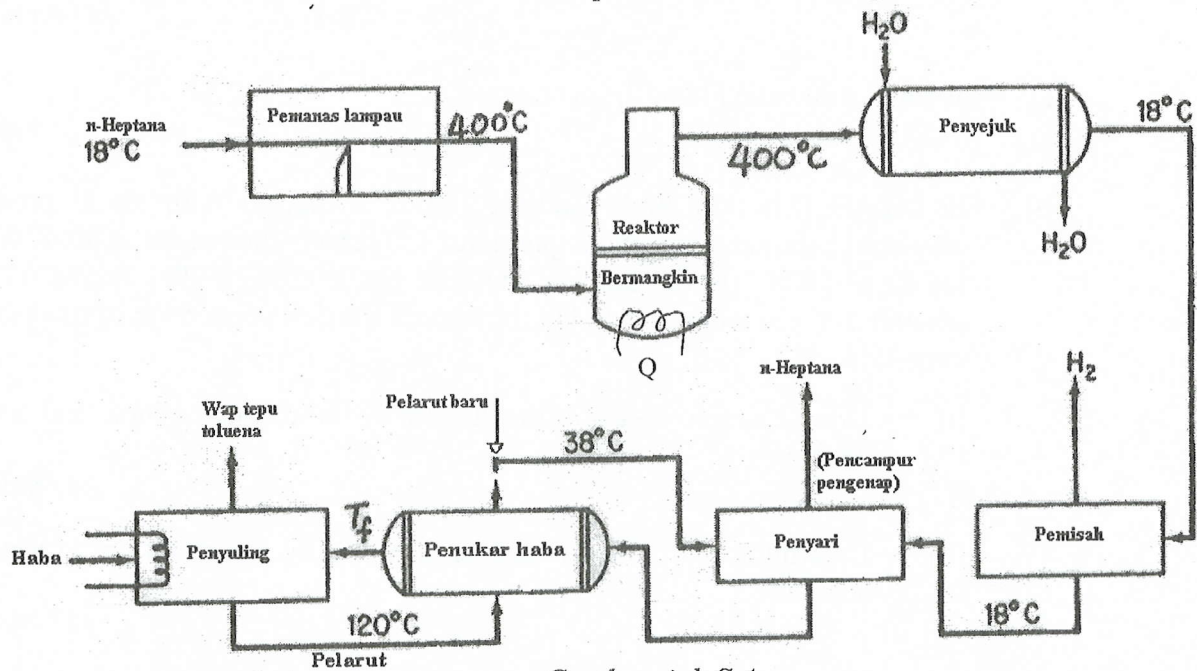 H₂O
n-Heptana
18°C
Pemanas lampau
400°C
Reaktor
Bermangkin
Q
400°C
Penyejuk
18°C
H₂O
Wap tepu
toluena
Pelarut baru
38°C
n-Heptana
(Pencampur
pengenap)
H₂
Haba
Penyuling
T_f
Penukar haba
Penyari
Pemisah
120°C
Pelarut
18°C